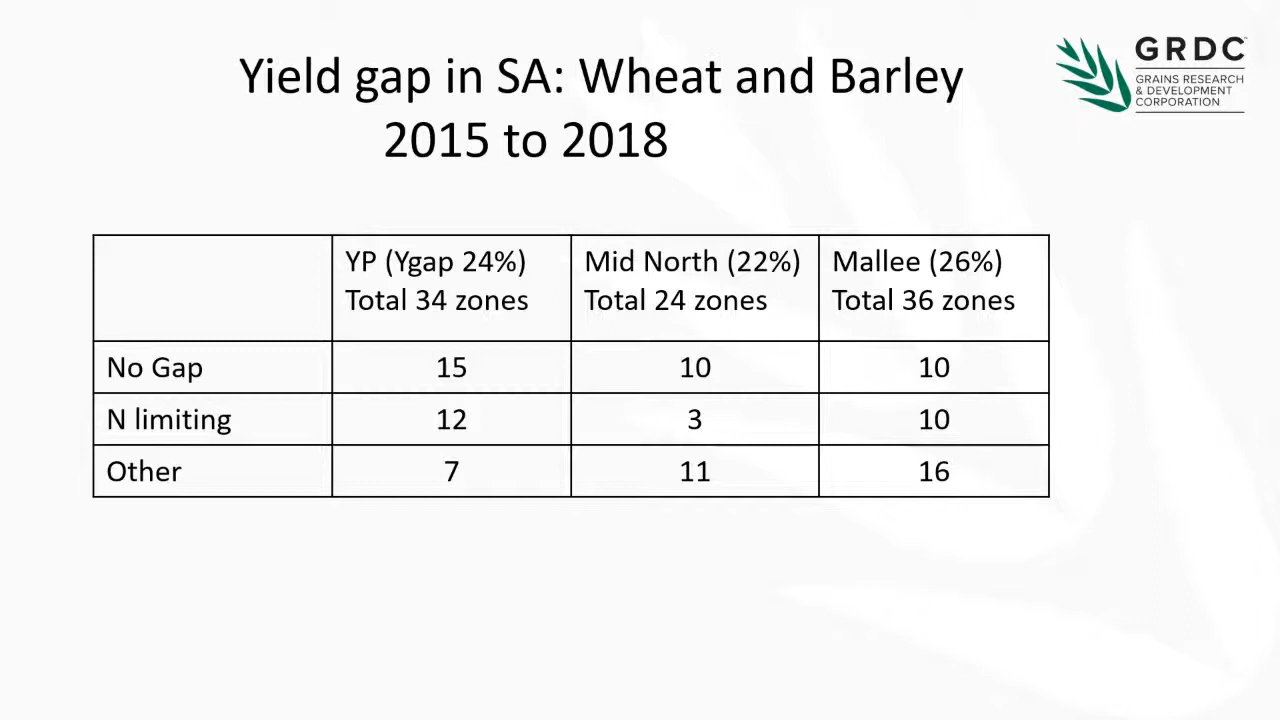 GRDC
GRAINS RESEARCH
& DEVELOPMENT
CORPORATION
Yield gap in SA: Wheat and Barley
2015 to 2018
YP (Ygap 24%) Mid North (22%) Mallee (26%)
Total 34 zones Total 24 zones Total 36 zones
No Gap 15 10 10
N limiting 12 3 10
Other 7 11 16